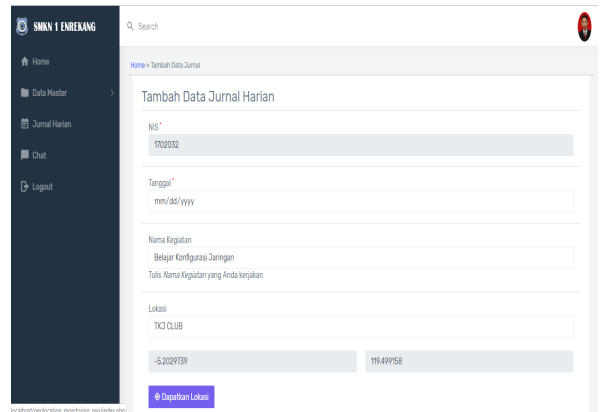 SMKN 1 ENREKANG
Search
Home
Data Master
Jurnal Harian
Chat
Logout
Home » Tambah Data Jurnal
Tambah Data Jurnal Harian
NIS *
1702032
Tanggal *
mm/dd/yyyy
Nama Kegiatan
Belajar Konfigurasi Jaringan
Tulis Nama Kegiatan yang Anda kerjakan
Lokasi
TKJ CLUB
-5.2029739 119.499158
Dapatkan Lokasi